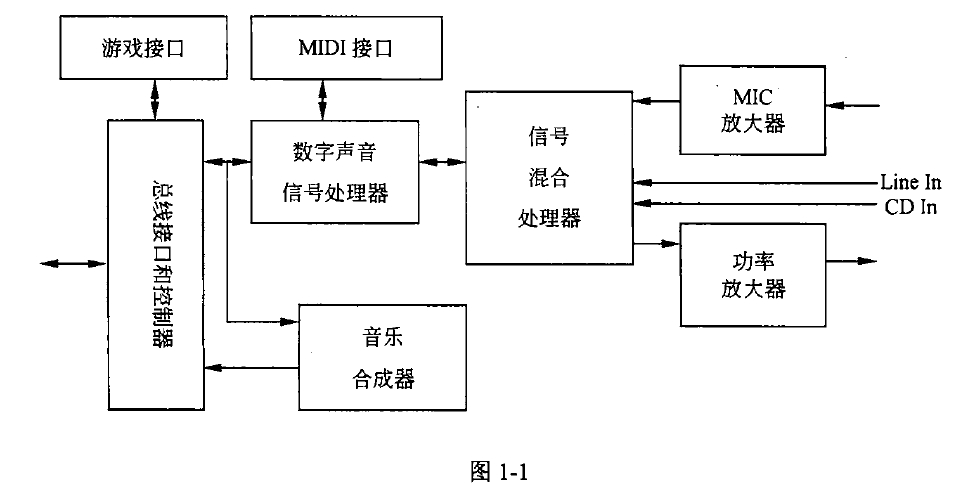 游戏接口
MIDI 接口
数字声音
信号处理器
信号
混合
处理器
MIC
放大器
Line In
CD In
功率
放大器
总线接口和控制器
音乐
合成器
图 1-1